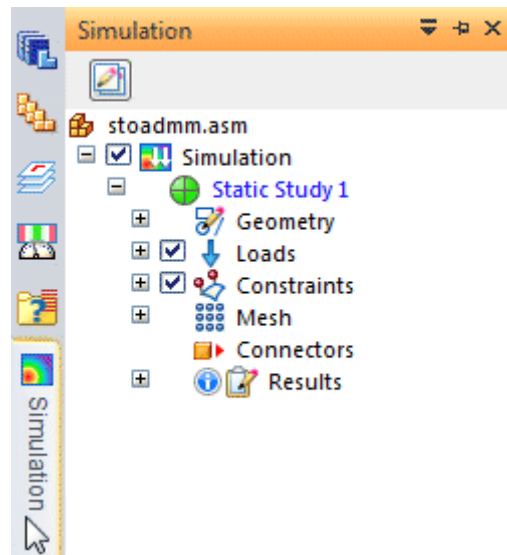 Simulation
stoadmm.asm
Simulation
Static Study 1
Geometry
Loads
Constraints
Mesh
Connectors
Results
Simulation